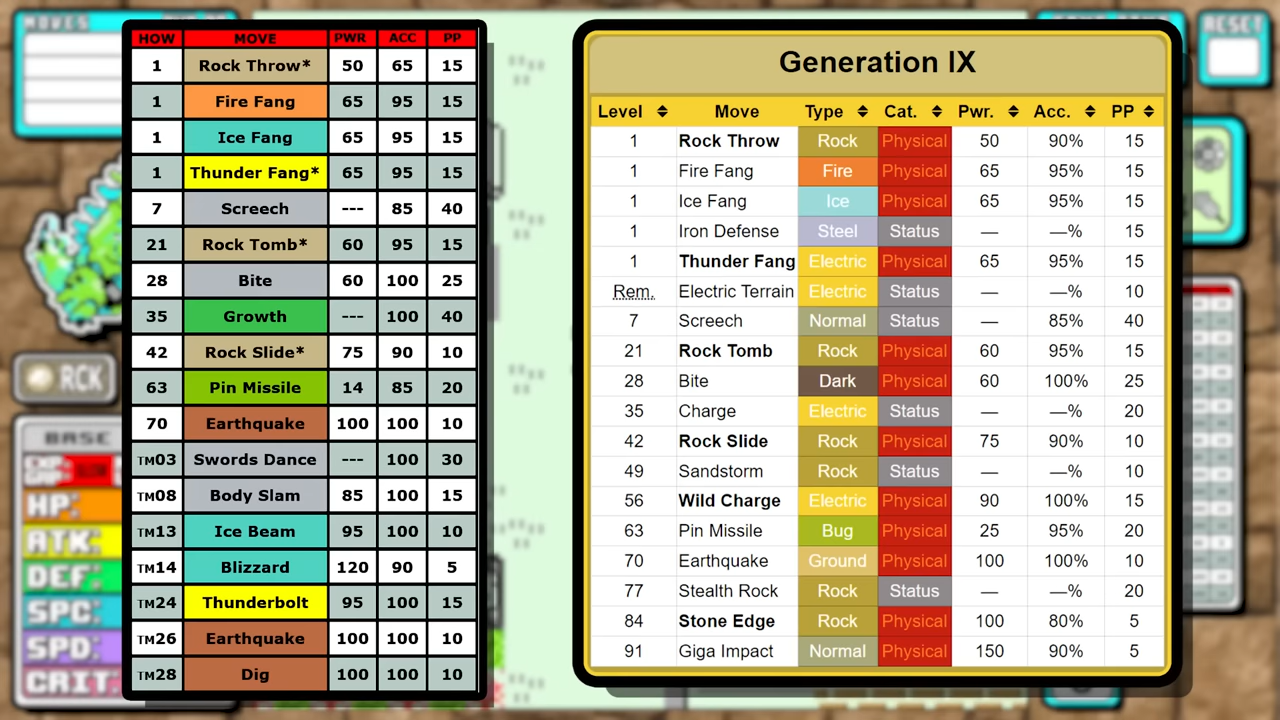 MOVES
RESET
HOW MOVE PWR ACC PP
1 Rock Throw* 50 65 15
1 Fire Fang 65 95 15
1 Ice Fang 65 95 15
1 Thunder Fang* 65 95 15
7 Screech --- 85 40
21 Rock Tomb* 60 95 15
28 Bite 60 100 25
35 Growth --- 100 40
42 Rock Slide* 75 90 10
63 Pin Missile 14 85 20
70 Earthquake 100 100 10
TM03 Swords Dance --- 100 30
TM08 Body Slam 85 100 15
TM13 Ice Beam 95 100 10
TM14 Blizzard 120 90 5
TM24 Thunderbolt 95 100 15
TM26 Earthquake 100 100 10
TM28 Dig 100 100 10
Generation IX
Level Move Type Cat. Pwr. Acc. PP
1 Rock Throw Rock Physical 50 90% 15
1 Fire Fang Fire Physical 65 95% 15
1 Ice Fang Ice Physical 65 95% 15
1 Iron Defense Steel Status — —% 15
1 Thunder Fang Electric Physical 65 95% 15
Rem. Electric Terrain Electric Status — —% 10
7 Screech Normal Status — 85% 40
21 Rock Tomb Rock Physical 60 95% 15
28 Bite Dark Physical 60 100% 25
35 Charge Electric Status — —% 20
42 Rock Slide Rock Physical 75 90% 10
49 Sandstorm Rock Status — —% 10
56 Wild Charge Electric Physical 90 100% 15
63 Pin Missile Bug Physical 25 95% 20
70 Earthquake Ground Physical 100 100% 10
77 Stealth Rock Rock Status — —% 20
84 Stone Edge Rock Physical 100 80% 5
91 Giga Impact Normal Physical 150 90% 5
RCK
BASE
HP:
ATK:
DEF:
SPC:
SPD:
CRIT: